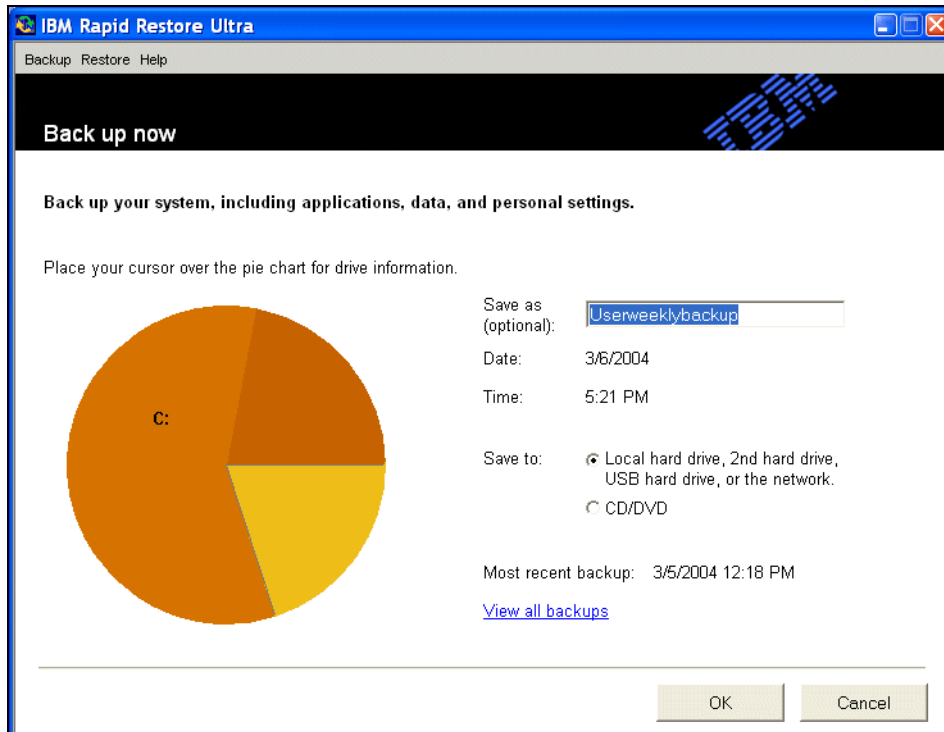 IBM Rapid Restore Ultra
Backup Restore Help
IBM
Back up now
Back up your system, including applications, data, and personal settings.
Place your cursor over the pie chart for drive information.
C:
Save as
(optional):
Userweeklybackup
Date: 3/6/2004
Time: 5:21 PM
Save to: Local hard drive, 2nd hard drive,
USB hard drive, or the network.
CD/DVD
Most recent backup: 3/5/2004 12:18 PM
View all backups
OK Cancel